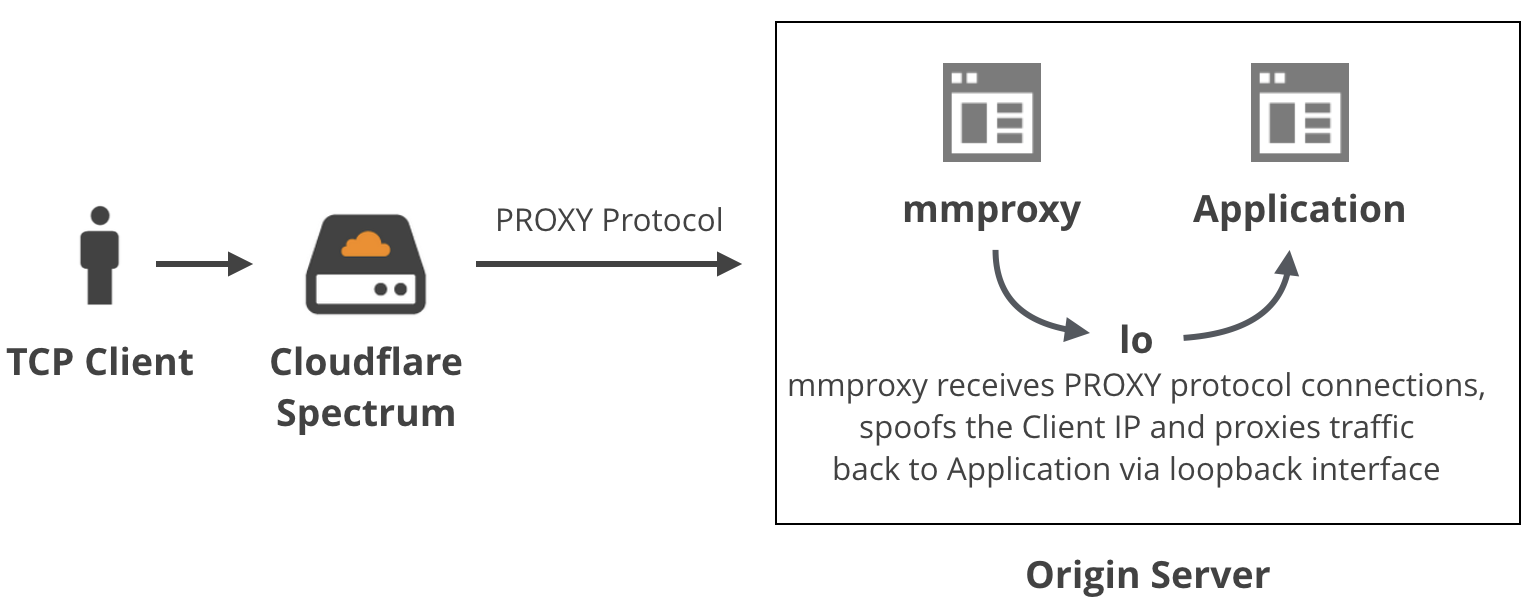 PROXY Protocol
TCP Client
Cloudflare
Spectrum
mmproxy
Application
lo
mmproxy receives PROXY protocol connections,
spoofs the Client IP and proxies traffic
back to Application via loopback interface
Origin Server